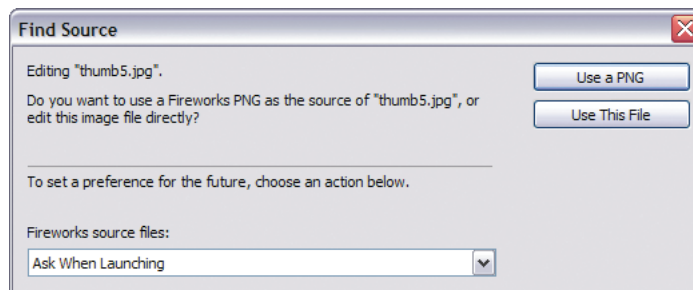 Find Source
Editing "thumb5.jpg".
Use a PNG
Do you want to use a Fireworks PNG as the source of "thumb5.jpg", or
edit this image file directly?
Use This File
To set a preference for the future, choose an action below.
Fireworks source files:
Ask When Launching